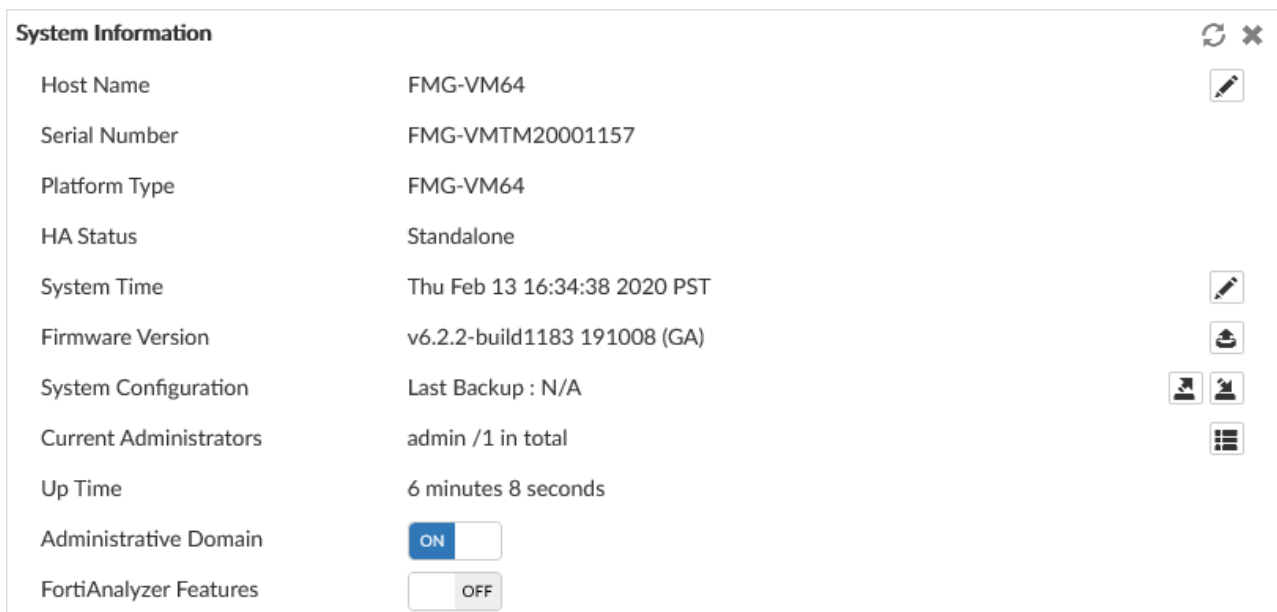 System Information
Host Name FMG-VM64
Serial Number FMG-VMTM20001157
Platform Type FMG-VM64
HA Status Standalone
System Time Thu Feb 13 16:34:38 2020 PST
Firmware Version v6.2.2-build1183 191008 (GA)
System Configuration Last Backup : N/A
Current Administrators admin /1 in total
Up Time 6 minutes 8 seconds
Administrative Domain ON
FortiAnalyzer Features OFF